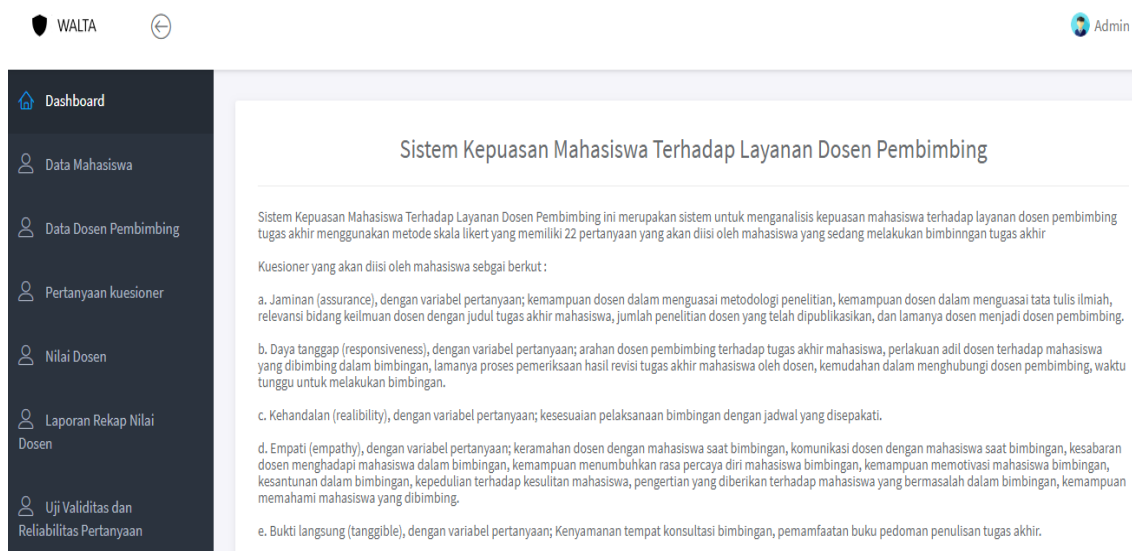 WALTA
Admin
Dashboard
Data Mahasiswa
Data Dosen Pembimbing
Pertanyaan kuesioner
Nilai Dosen
Laporan Rekap Nilai
Dosen
Uji Validitas dan
Reliabilitas Pertanyaan
Sistem Kepuasan Mahasiswa Terhadap Layanan Dosen Pembimbing
Sistem Kepuasan Mahasiswa Terhadap Layanan Dosen Pembimbing ini merupakan sistem untuk menganalisis kepuasan mahasiswa terhadap layanan dosen pembimbing
tugas akhir menggunakan metode skala likert yang memiliki 22 pertanyaan yang akan diisi oleh mahasiswa yang sedang melakukan bimbinngan tugas akhir
Kuesioner yang akan diisi oleh mahasiswa sebgai berkut :
a. Jaminan (assurance), dengan variabel pertanyaan; kemampuan dosen dalam menguasai metodologi penelitian, kemampuan dosen dalam menguasai tata tulis ilmiah,
relevansi bidang keilmuan dosen dengan judul tugas akhir mahasiswa, jumlah penelitian dosen yang telah dipublikasikan, dan lamanya dosen menjadi dosen pembimbing.
b. Daya tanggap (responsiveness), dengan variabel pertanyaan; arahan dosen pembimbing terhadap tugas akhir mahasiswa, perlakuan adil dosen terhadap mahasiswa
yang dibimbing dalam bimbingan, lamanya proses pemeriksaan hasil revisi tugas akhir mahasiswa oleh dosen, kemudahan dalam menghubungi dosen pembimbing, waktu
tunggu untuk melakukan bimbingan.
c. Kehandalan (realibility), dengan variabel pertanyaan; kesesuaian pelaksanaan bimbingan dengan jadwal yang disepakati.
d. Empati (empathy), dengan variabel pertanyaan; keramahan dosen dengan mahasiswa saat bimbingan, komunikasi dosen dengan mahasiswa saat bimbingan, kesabaran
dosen menghadapi mahasiswa dalam bimbingan, kemampuan menumbuhkan rasa percaya diri mahasiswa bimbingan, kemampuan memotivasi mahasiswa bimbingan,
kesantunan dalam bimbingan, kepedulian terhadap kesulitan mahasiswa, pengertian yang diberikan terhadap mahasiswa yang bermasalah dalam bimbingan, kemampuan
memahami mahasiswa yang dibimbing.
e. Bukti langsung (tanggible), dengan variabel pertanyaan; Kenyamanan tempat konsultasi bimbingan, pemamfaatan buku pedoman penulisan tugas akhir.